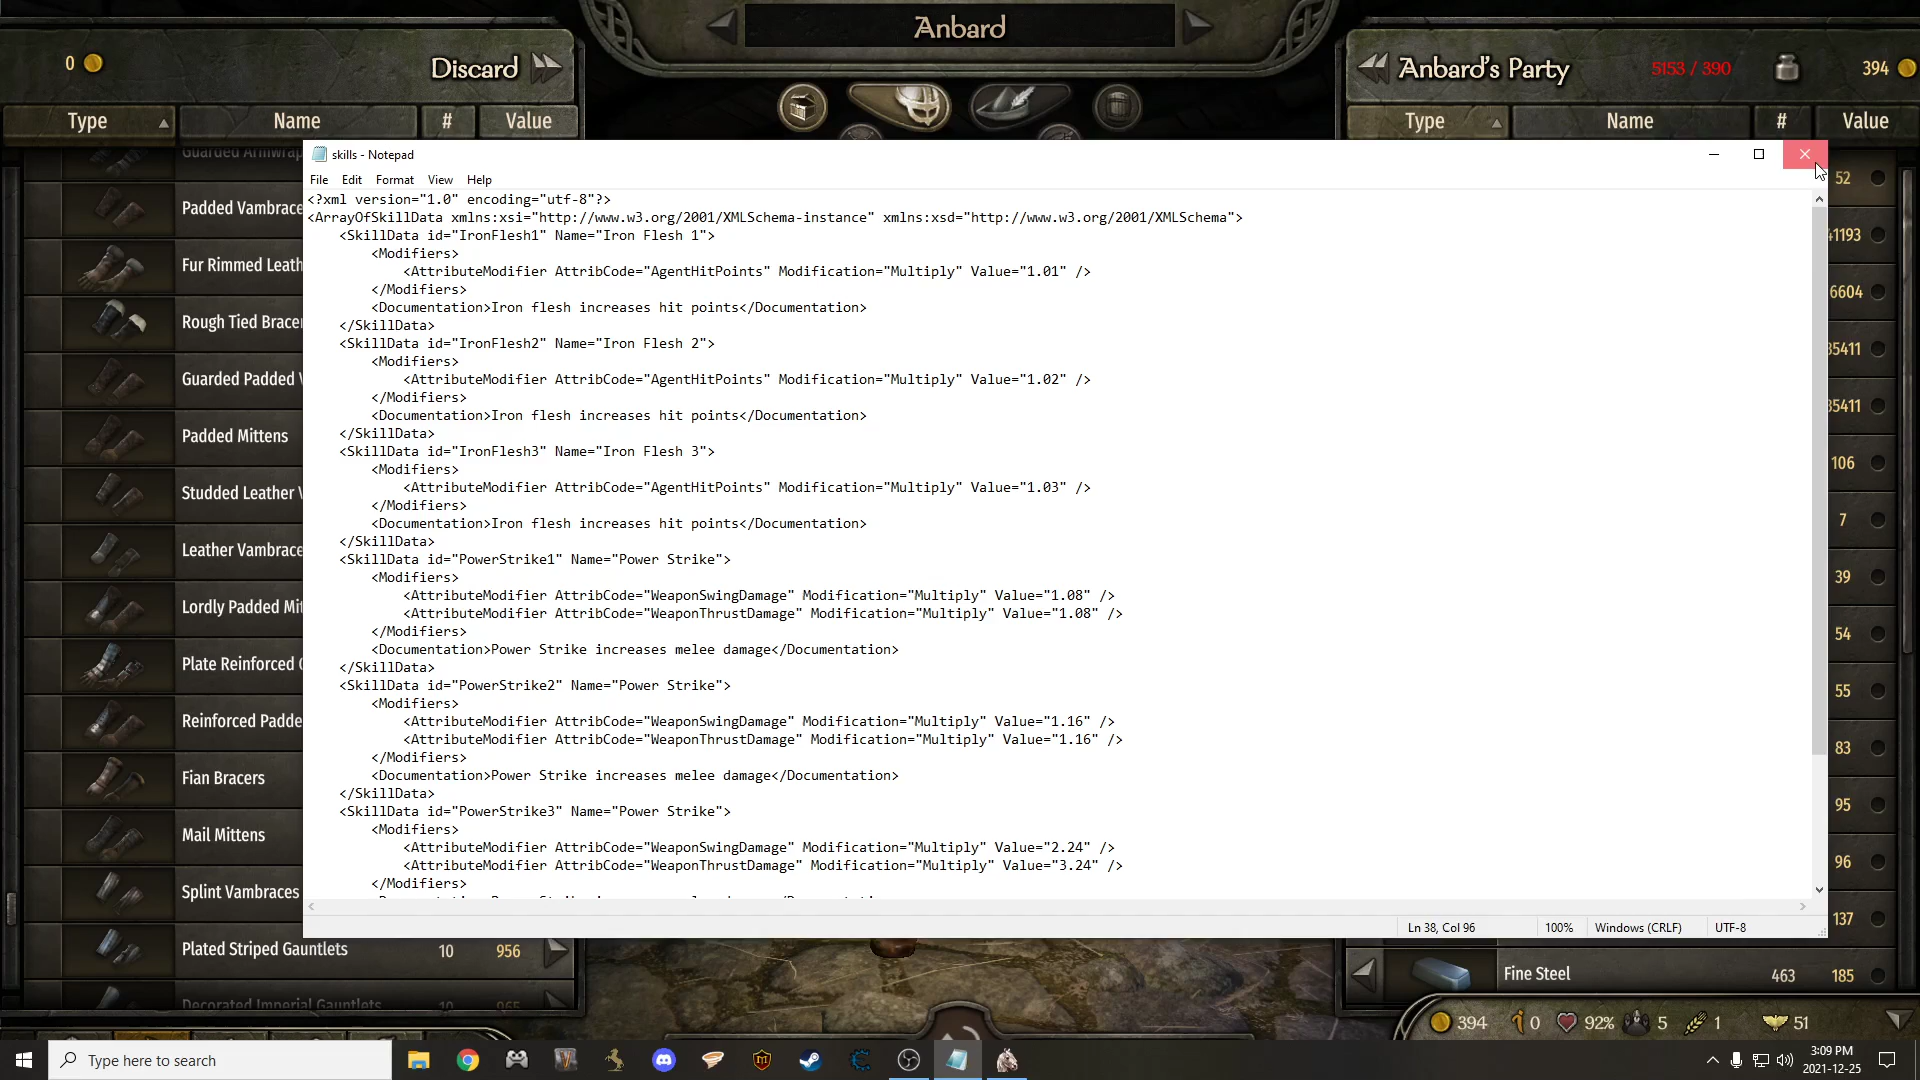 Anbard
0
Discard
Anbard's Party
5153 / 390
394
Type
Name
#
Value
Type
Name
#
Value
Guarded Armwrap
Padded Vambrace
Fur Rimmed Leath
Rough Tied Bracer
Guarded Padded V
Padded Mittens
Studded Leather V
Leather Vambrace
Lordly Padded Mit
Plate Reinforced G
Reinforced Padde
Fian Bracers
Mail Mittens
Splint Vambraces
Plated Striped Gauntlets 10 956
Decorated Imperial Gauntlets 10 965
skills - Notepad
File Edit Format View Help
<?xml version="1.0" encoding="utf-8"?>
<ArrayOfSkillData xmlns:xsi="http://www.w3.org/2001/XMLSchema-instance" xmlns:xsd="http://www.w3.org/2001/XMLSchema">
<SkillData id="IronFlesh1" Name="Iron Flesh 1">
<Modifiers>
<AttributeModifier AttribCode="AgentHitPoints" Modification="Multiply" Value="1.01" />
</Modifiers>
<Documentation>Iron flesh increases hit points</Documentation>
</SkillData>
<SkillData id="IronFlesh2" Name="Iron Flesh 2">
<Modifiers>
<AttributeModifier AttribCode="AgentHitPoints" Modification="Multiply" Value="1.02" />
</Modifiers>
<Documentation>Iron flesh increases hit points</Documentation>
</SkillData>
<SkillData id="IronFlesh3" Name="Iron Flesh 3">
<Modifiers>
<AttributeModifier AttribCode="AgentHitPoints" Modification="Multiply" Value="1.03" />
</Modifiers>
<Documentation>Iron flesh increases hit points</Documentation>
</SkillData>
<SkillData id="PowerStrike1" Name="Power Strike">
<Modifiers>
<AttributeModifier AttribCode="WeaponSwingDamage" Modification="Multiply" Value="1.08" />
<AttributeModifier AttribCode="WeaponThrustDamage" Modification="Multiply" Value="1.08" />
</Modifiers>
<Documentation>Power Strike increases melee damage</Documentation>
</SkillData>
<SkillData id="PowerStrike2" Name="Power Strike">
<Modifiers>
<AttributeModifier AttribCode="WeaponSwingDamage" Modification="Multiply" Value="1.16" />
<AttributeModifier AttribCode="WeaponThrustDamage" Modification="Multiply" Value="1.16" />
</Modifiers>
<Documentation>Power Strike increases melee damage</Documentation>
</SkillData>
<SkillData id="PowerStrike3" Name="Power Strike">
<Modifiers>
<AttributeModifier AttribCode="WeaponSwingDamage" Modification="Multiply" Value="2.24" />
<AttributeModifier AttribCode="WeaponThrustDamage" Modification="Multiply" Value="3.24" />
</Modifiers>
Ln 38, Col 96
100%
Windows (CRLF)
UTF-8
52
41193
6604
35411
35411
106
7
39
54
55
83
95
96
137
Fine Steel 463 185
394
0
92%
5
1
51
Type here to search
3:09 PM
2021-12-25